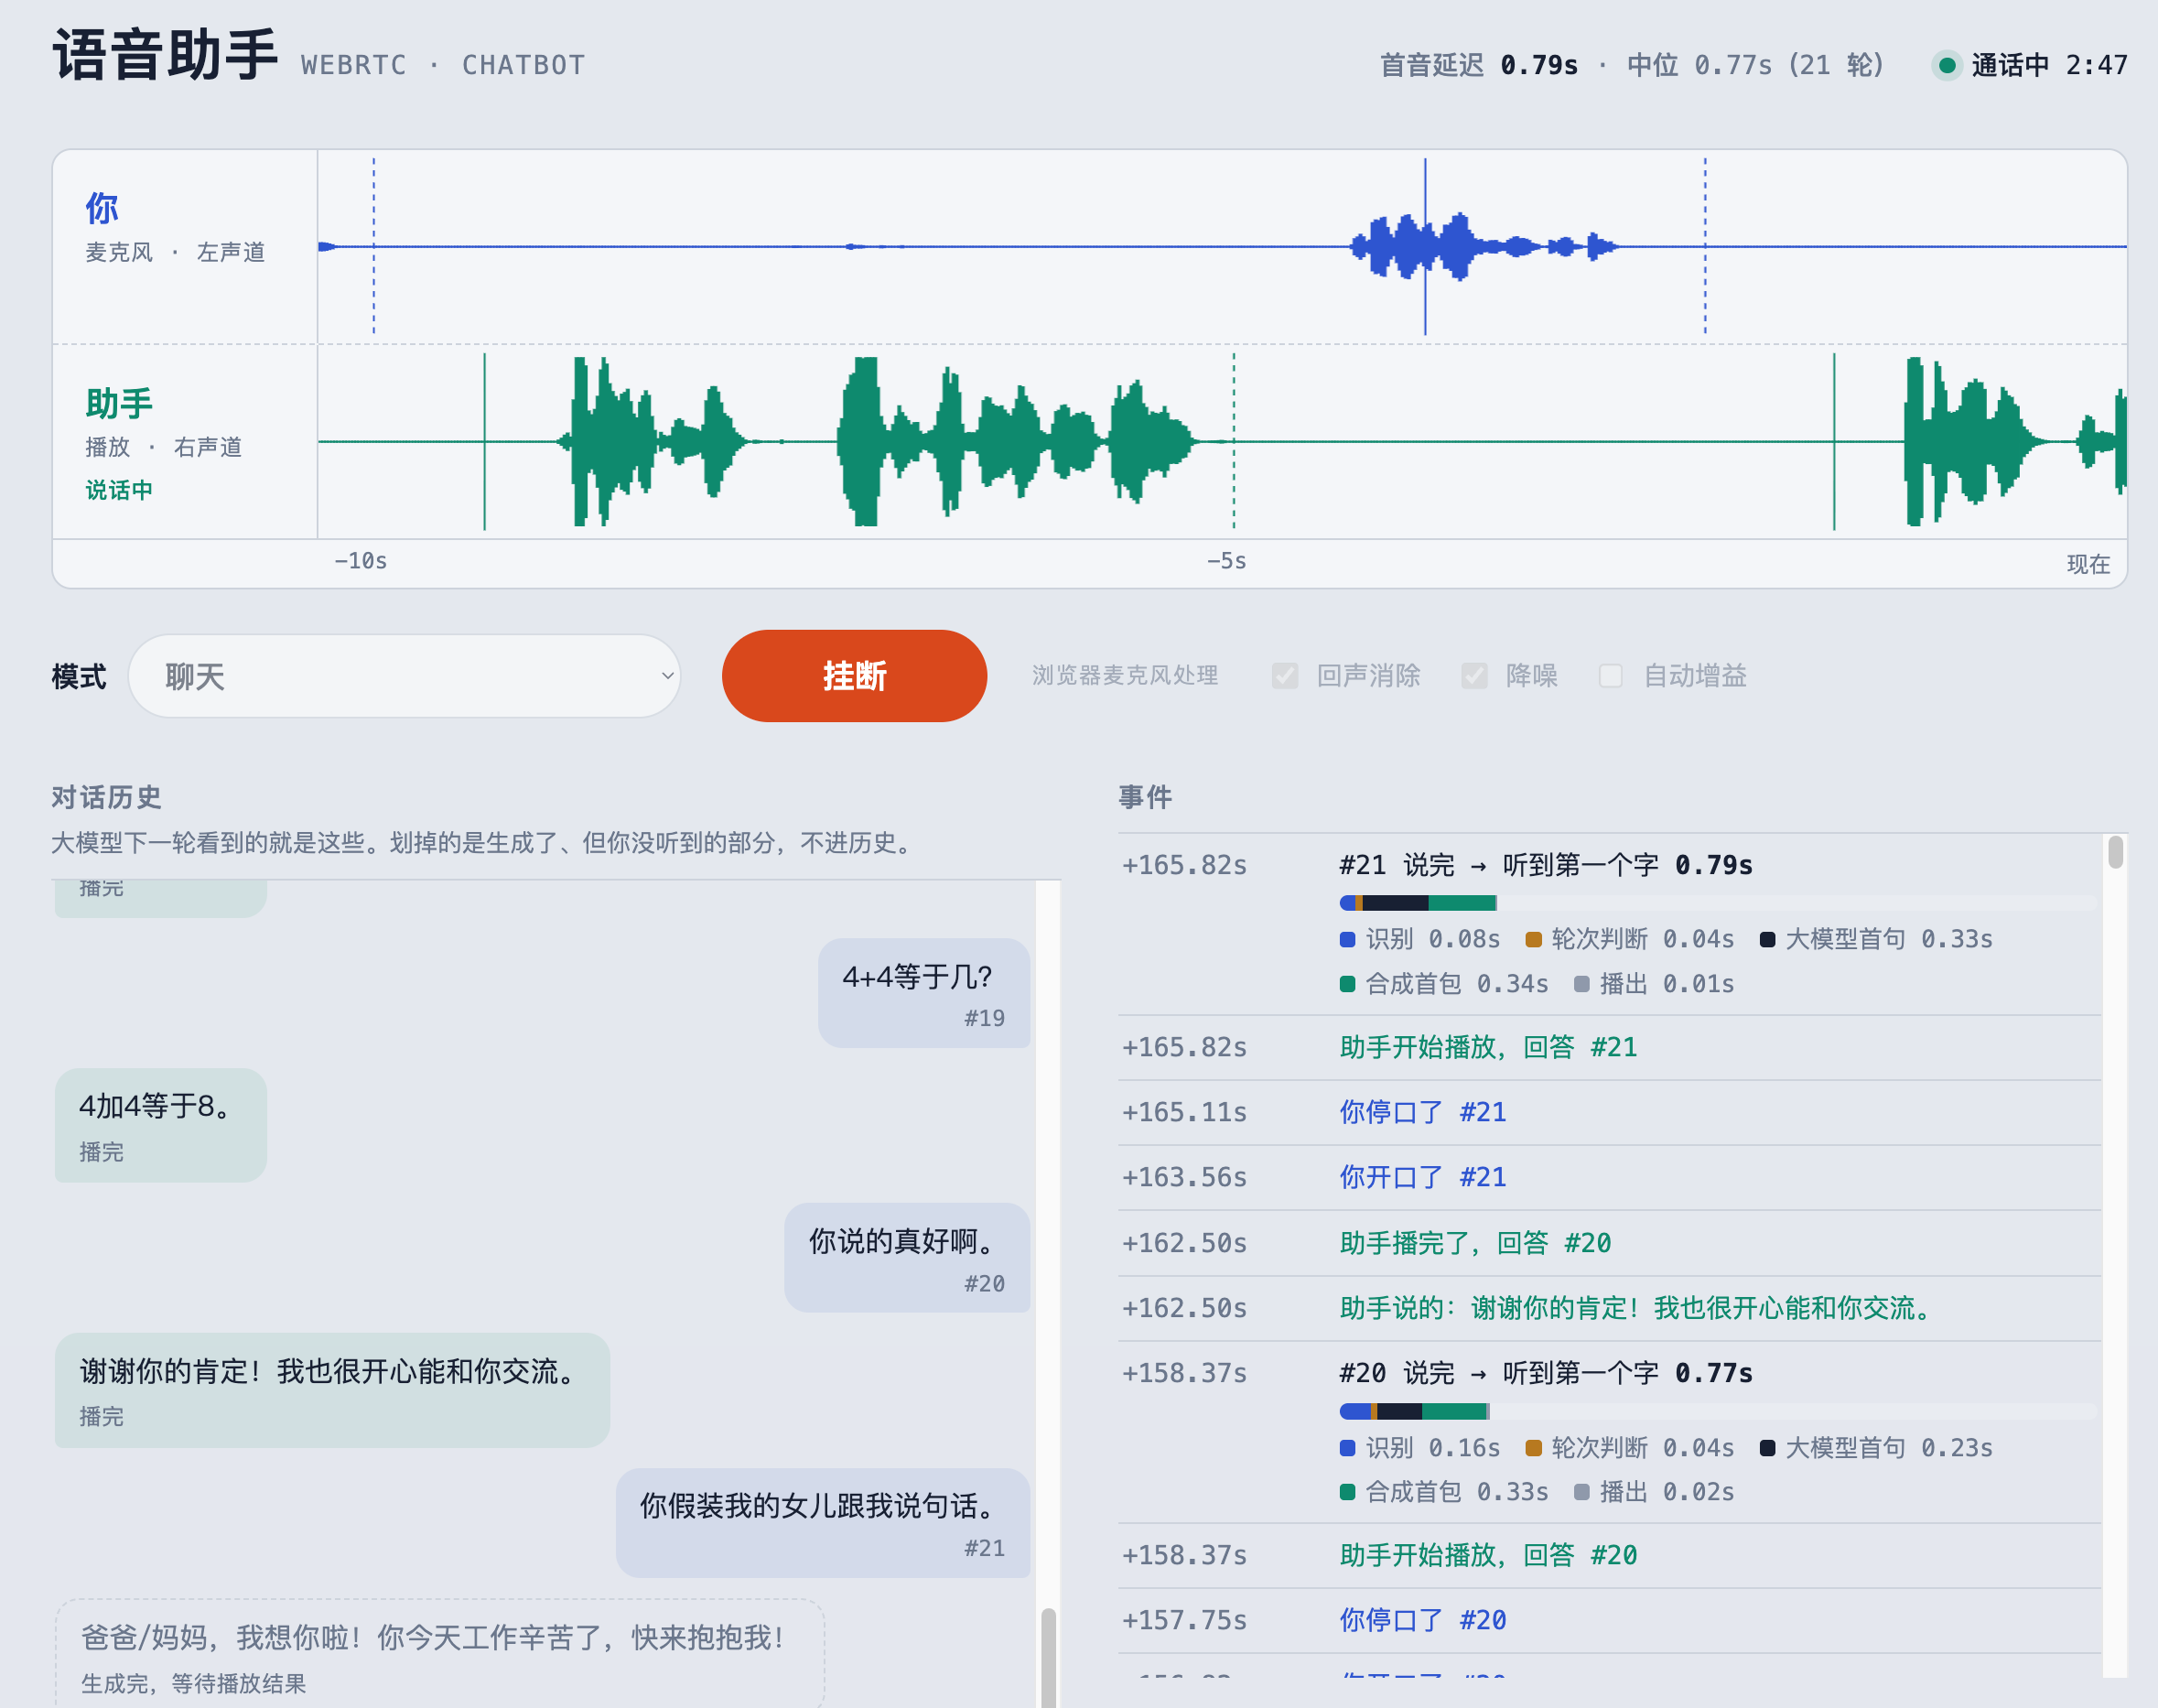 语音助手 WEBRTC · CHATBOT
首音延迟 0.79s · 中位 0.77s (21 轮) 通话中 2:47
你
麦克风 · 左声道
助手
播放 · 右声道
说话中
−10s −5s 现在
模式 聊天 挂断 浏览器麦克风处理 回声消除 降噪 自动增益
对话历史
大模型下一轮看到的就是这些。划掉的是生成了、但你没听到的部分，不进历史。
播完
4+4等于几？
#19
4加4等于8。
播完
你说的真好啊。
#20
谢谢你的肯定！我也很开心能和你交流。
播完
你假装我的女儿跟我说句话。
#21
爸爸/妈妈，我想你啦！你今天工作辛苦了，快来抱抱我！
生成完，等待播放结果
事件
+165.82s #21 说完 → 听到第一个字 0.79s
识别 0.08s 轮次判断 0.04s 大模型首句 0.33s
合成首包 0.34s 播出 0.01s
+165.82s 助手开始播放，回答 #21
+165.11s 你停口了 #21
+163.56s 你开口了 #21
+162.50s 助手播完了，回答 #20
+162.50s 助手说的：谢谢你的肯定！我也很开心能和你交流。
+158.37s #20 说完 → 听到第一个字 0.77s
识别 0.16s 轮次判断 0.04s 大模型首句 0.23s
合成首包 0.33s 播出 0.02s
+158.37s 助手开始播放，回答 #20
+157.75s 你停口了 #20
你开口了 #20